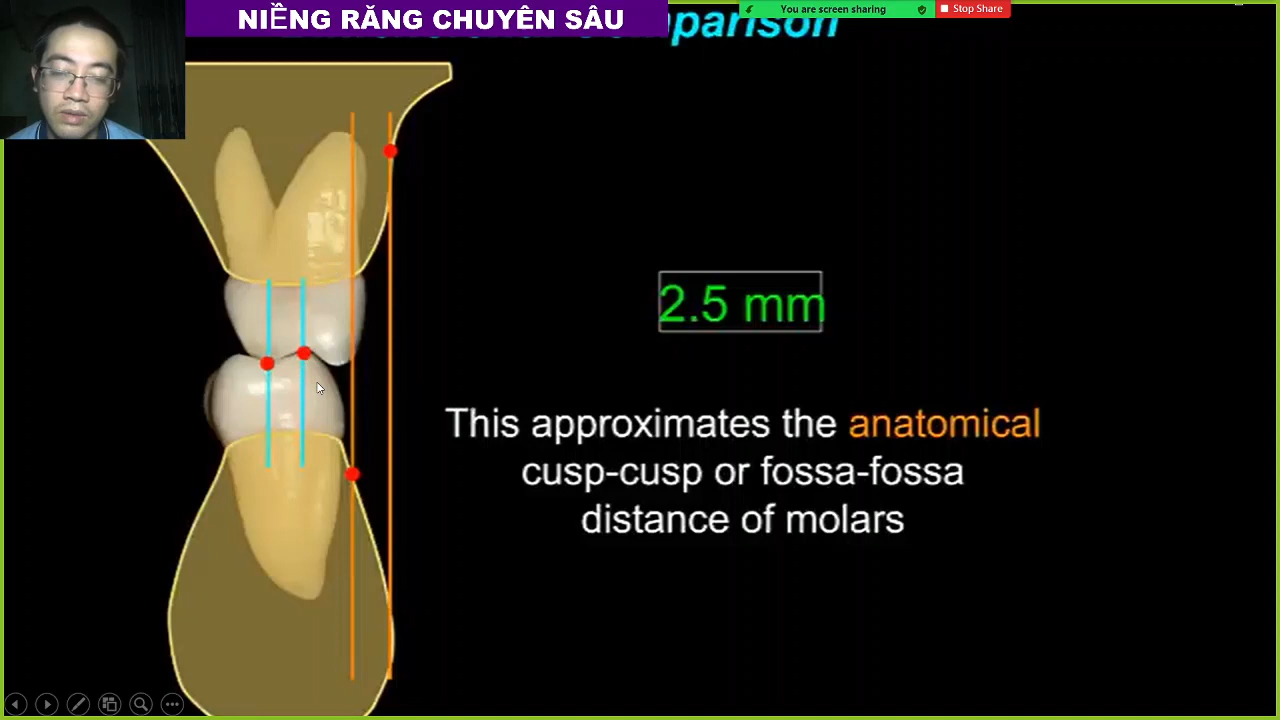 NIỀNG RĂNG CHUYÊN SÂU
You are screen sharing
Stop Share
2.5 mm
This approximates the anatomical
cusp-cusp or fossa-fossa
distance of molars